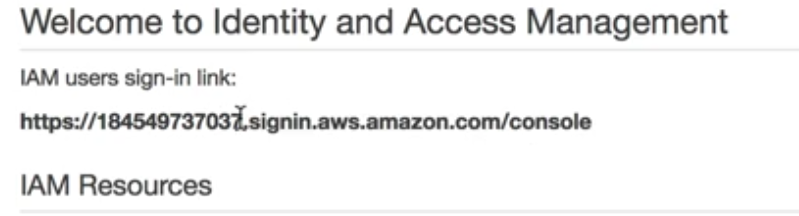 Welcome to Identity and Access Management
IAM users sign-in link:
https://184549737037.signin.aws.amazon.com/console
IAM Resources